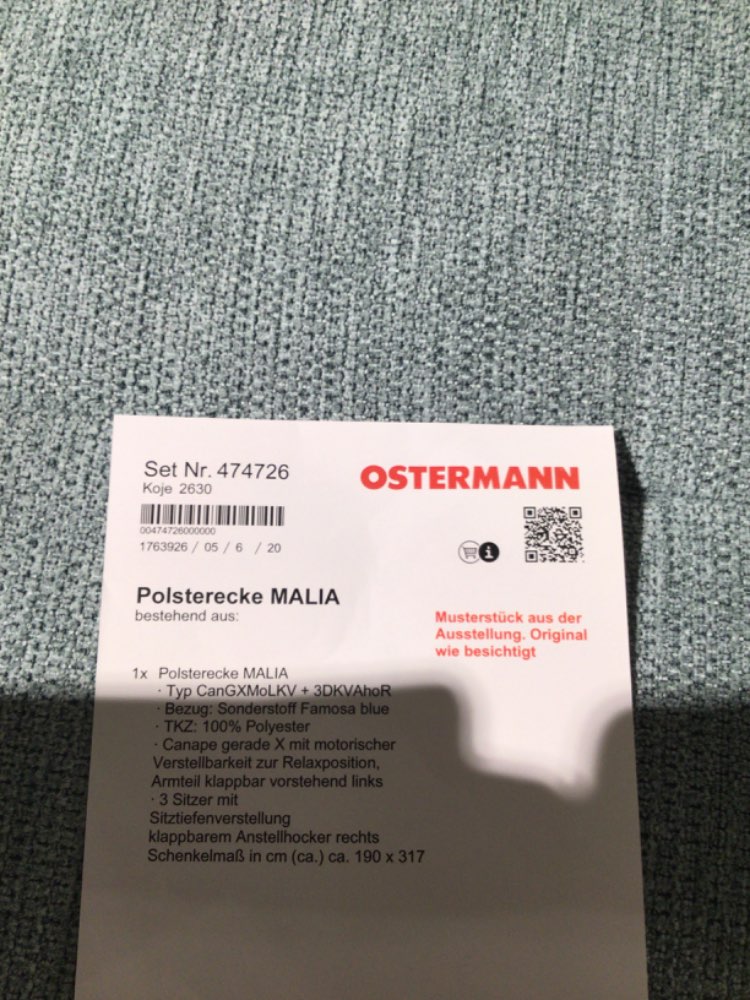 Set Nr. 474726
Koje 2630
OSTERMANN
00474726000000
1763926 / 05 / 6 / 20
i
Polsterecke MALIA
bestehend aus:
Musterstück aus der
Ausstellung. Original
wie besichtigt
1x Polsterecke MALIA
· Typ CanGXMoLKV + 3DKVAhoR
· Bezug: Sonderstoff Famosa blue
· TKZ: 100% Polyester
· Canape gerade X mit motorischer
Verstellbarkeit zur Relaxposition,
Armteil klappbar vorstehend links
· 3 Sitzer mit
Sitztiefenverstellung
klappbarem Anstellhocker rechts
Schenkelmaß in cm (ca.) ca. 190 x 317